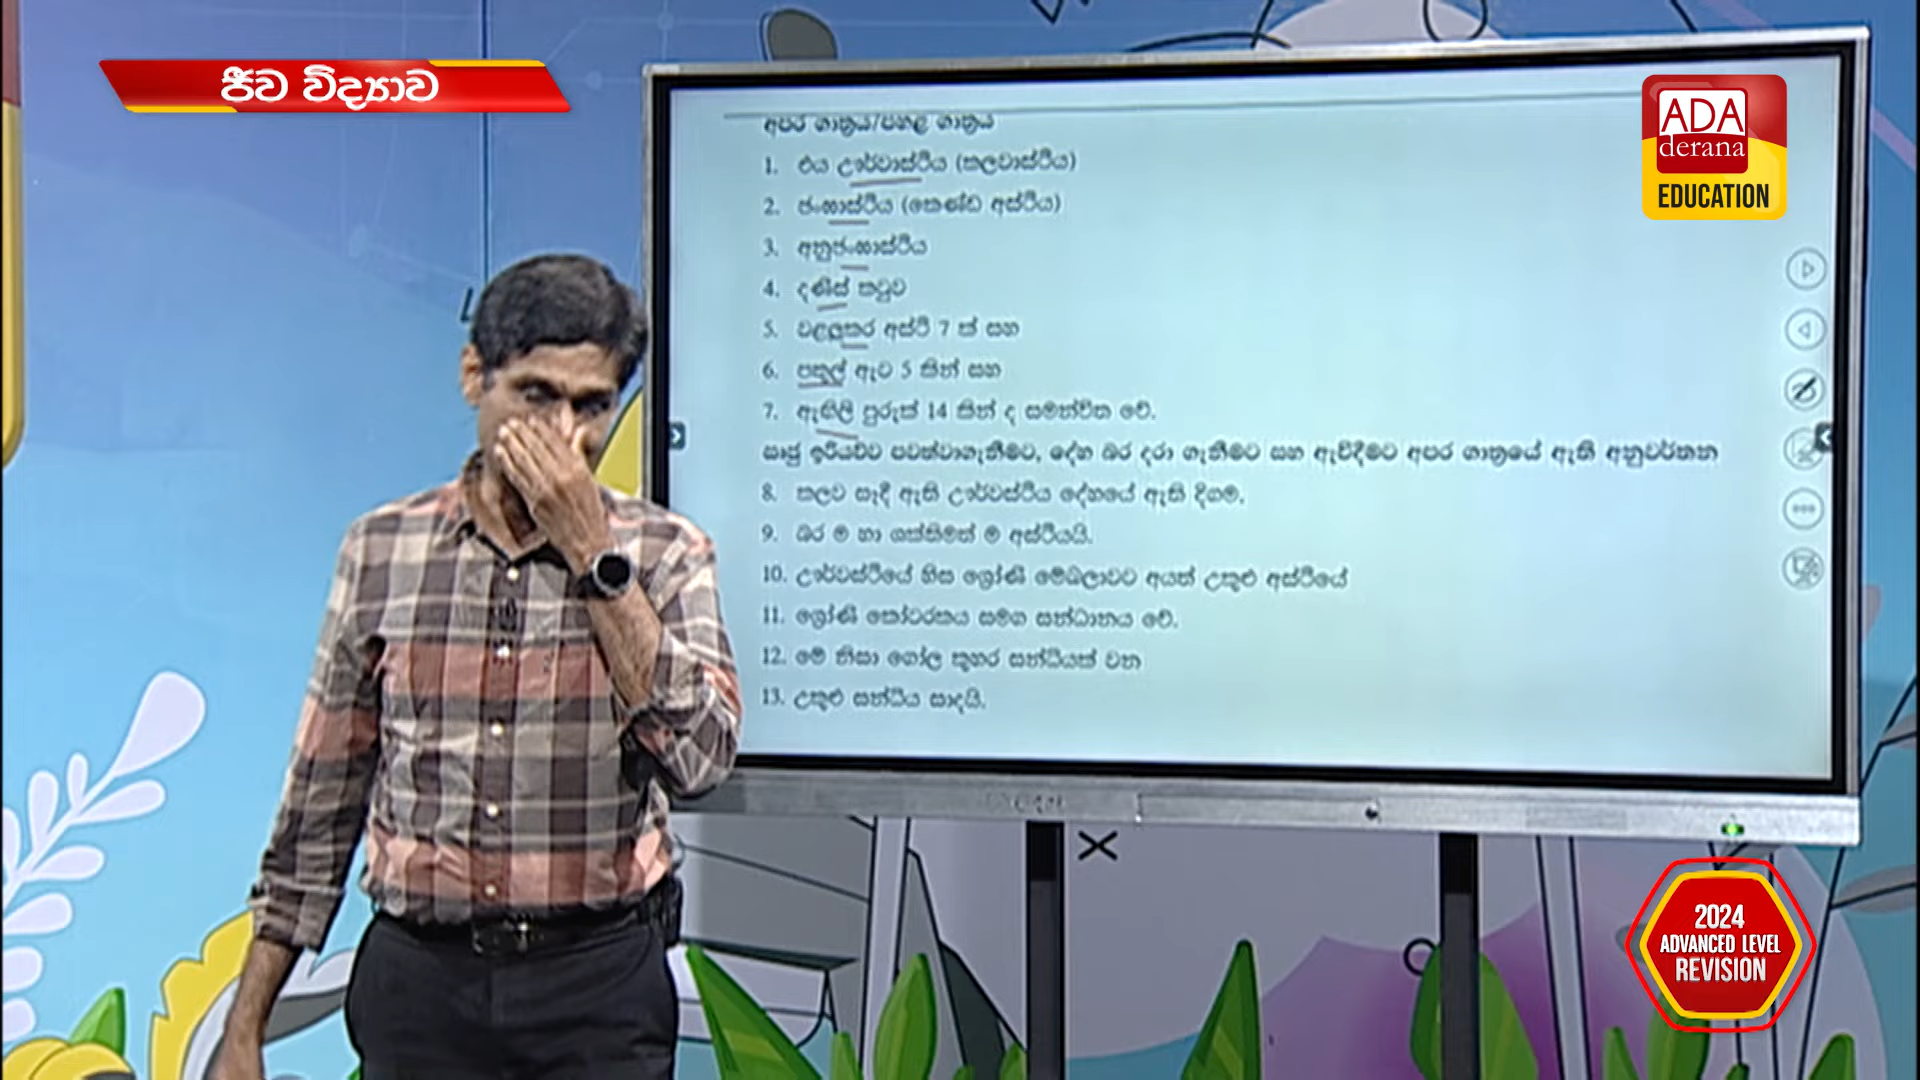 ජීව විද්‍යාව
ADA
derana
EDUCATION
අපර ගාත්‍රය/පහළ ගාත්‍රය
1. එය ඌර්වාස්ථිය (කලවාස්ථිය)
2. ජංඝාස්ථිය (කෙණ්ඩ අස්ථිය)
3. අනුජංඝාස්ථිය
4. දණිස් කටුව
5. වළලුකර අස්ථි 7 ක් සහ
6. පතුල් ඇට 5 කින් සහ
7. ඇඟිලි පුරුක් 14 කින් ද සමන්විත වේ.
සෘජු ඉරියව්ව පවත්වාගැනීමට, දේහ බර දරා ගැනීමට සහ ඇවිදීමට අපර ගාත්‍රයේ ඇති අනුවර්තන
8. කලව සෑදී ඇති ඌර්වස්ථිය දේහයේ ඇති දිගම,
9. බර ම හා ශක්තිමත් ම අස්ථියයි.
10. ඌර්වස්ථියේ හිස ශ්‍රෝණි මේඛලාවට අයත් උකුළු අස්ථියේ
11. ශ්‍රෝණි කෝටරකය සමග සන්ධානය වේ.
12. මේ නිසා ගෝල කුහර සන්ධියක් වන
13. උකුළු සන්ධිය සාදයි.
2024
ADVANCED LEVEL
REVISION